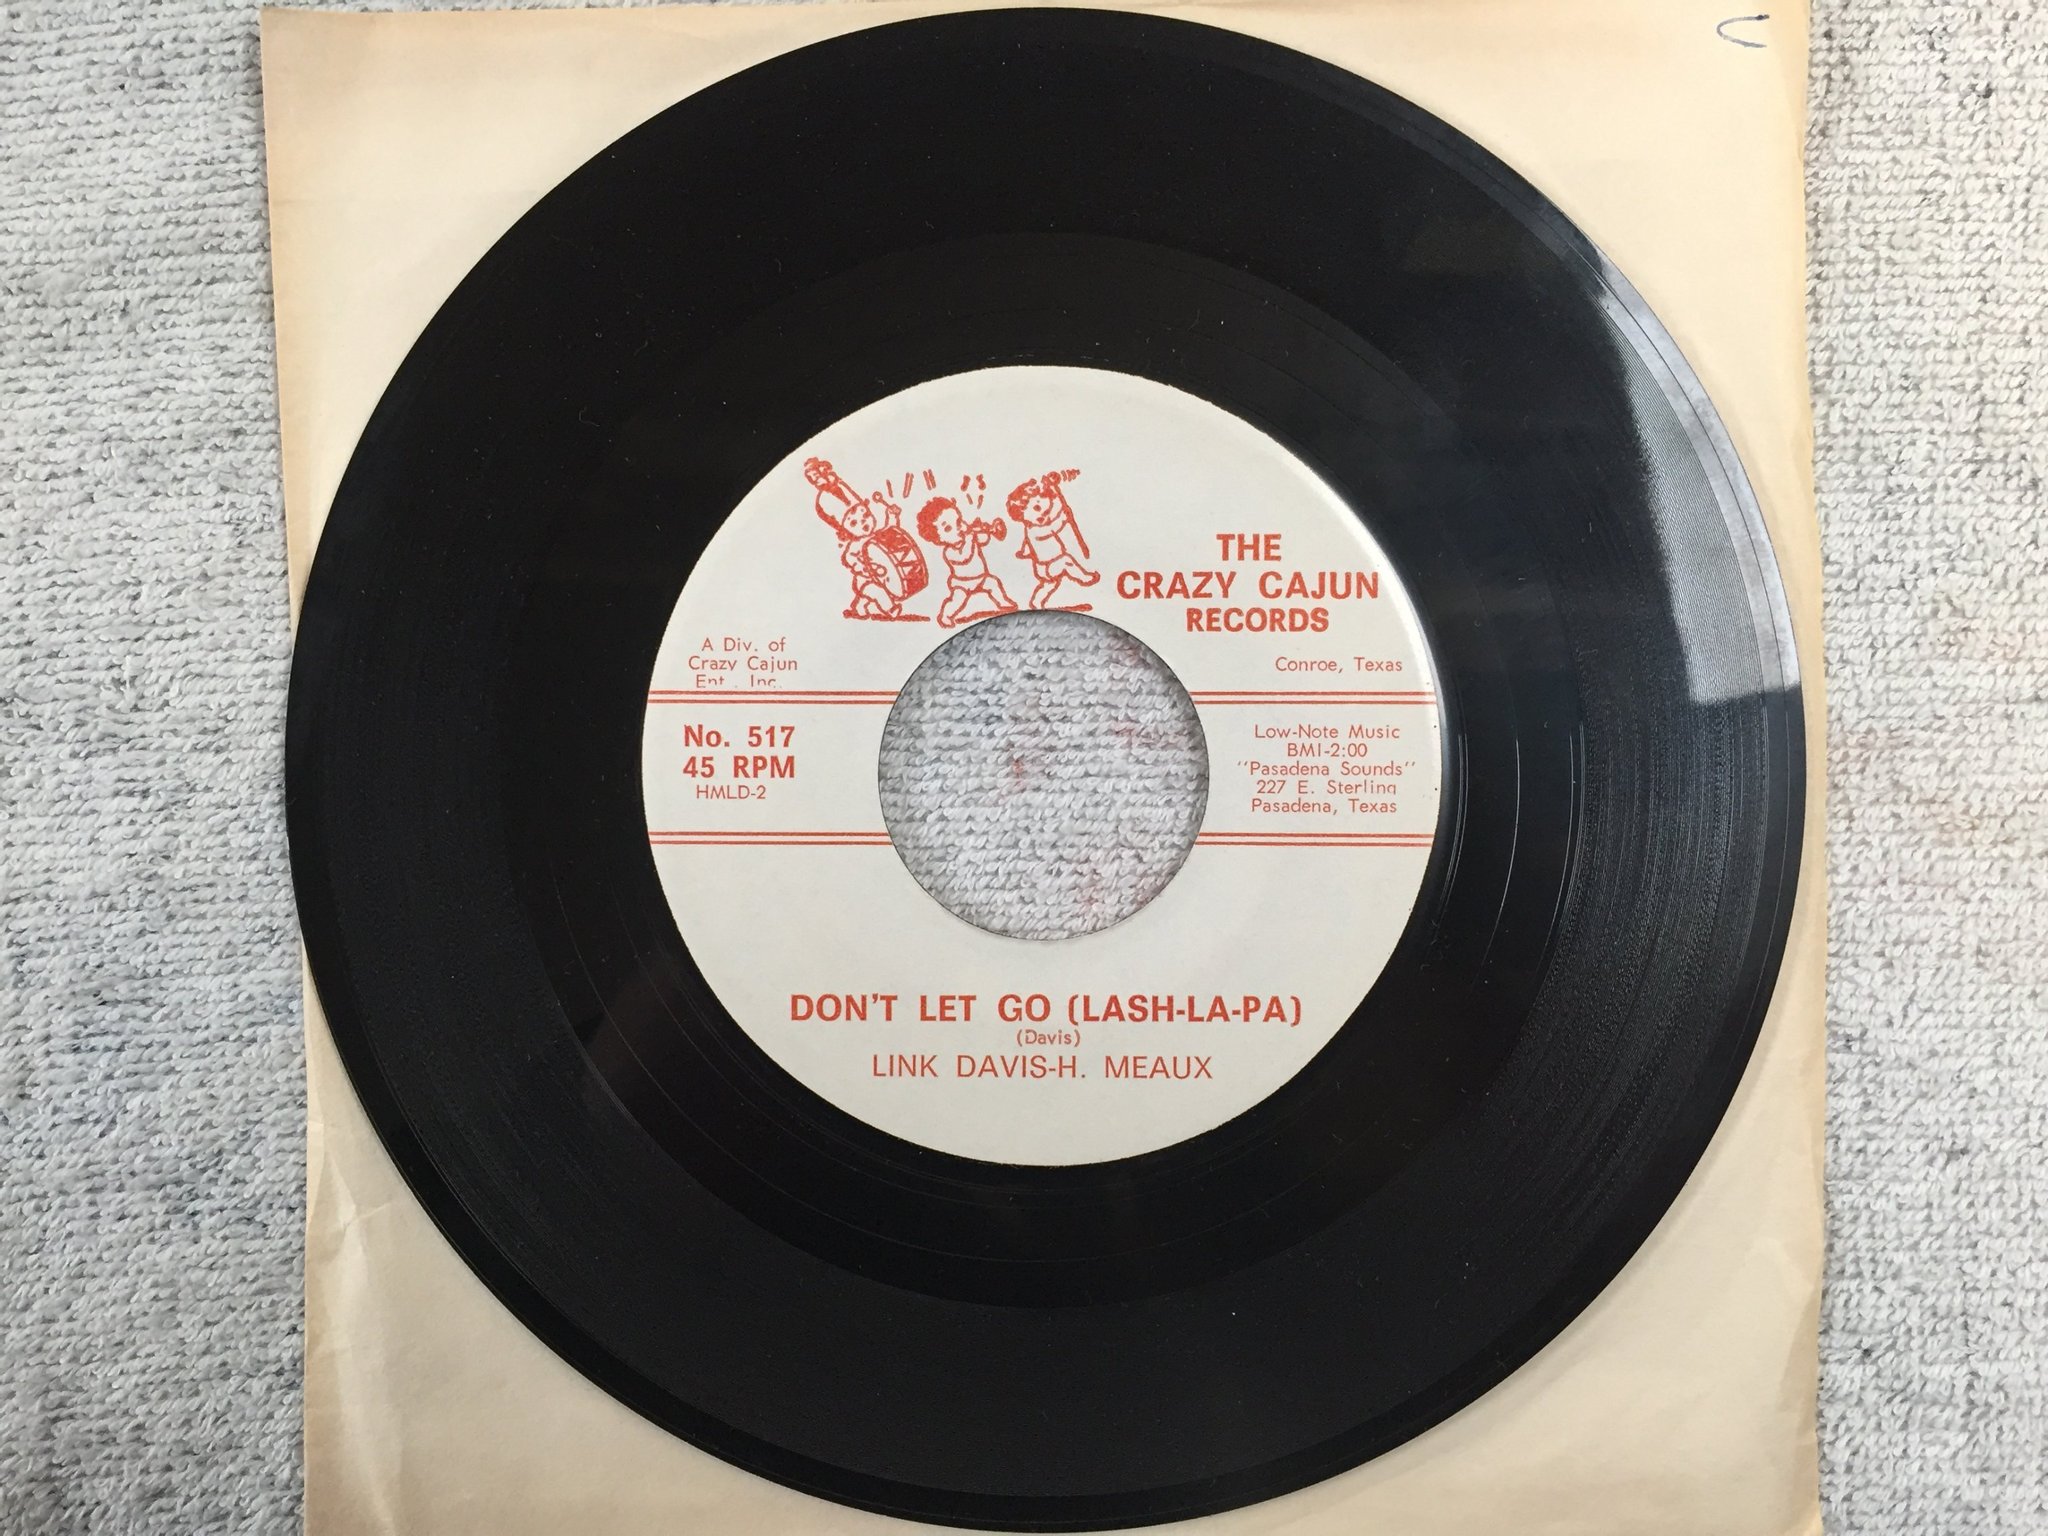 THE
CRAZY CAJUN
RECORDS
A Div. of
Crazy Cajun
Ent., Inc.
Conroe, Texas
No. 517
45 RPM
HMLD-2
Low-Note Music
BMI-2:00
"Pasadena Sounds"
227 E. Sterling
Pasadena, Texas
DON'T LET GO (LASH-LA-PA)
(Davis)
LINK DAVIS-H. MEAUX